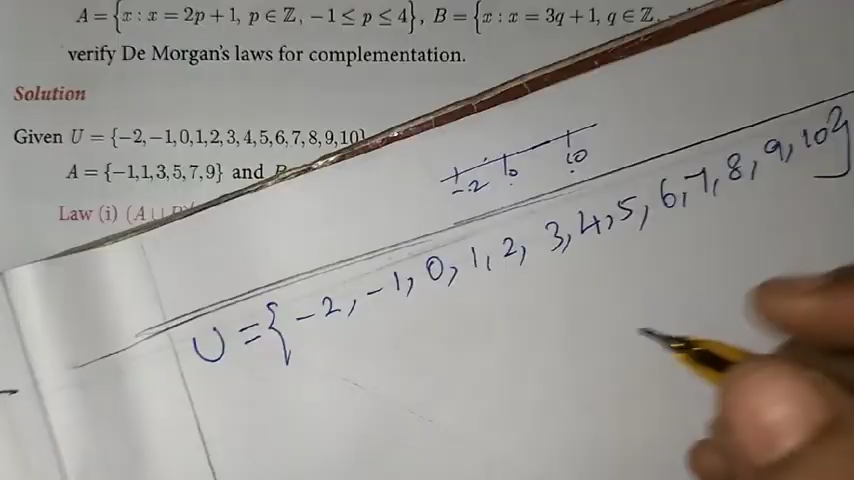 A = {x : x = 2p + 1, p ∈ ℤ, −1 ≤ p ≤ 4}, B = {x : x = 3q + 1, q ∈ ℤ, −
verify De Morgan's laws for complementation.
Solution
Given U = {−2, −1, 0, 1, 2, 3, 4, 5, 6, 7, 8, 9, 10}
A = {−1, 1, 3, 5, 7, 9} and
Law (i) (A ∪
-2 0 10
U = {-2, -1, 0, 1, 2, 3, 4, 5, 6, 7, 8, 9, 10}